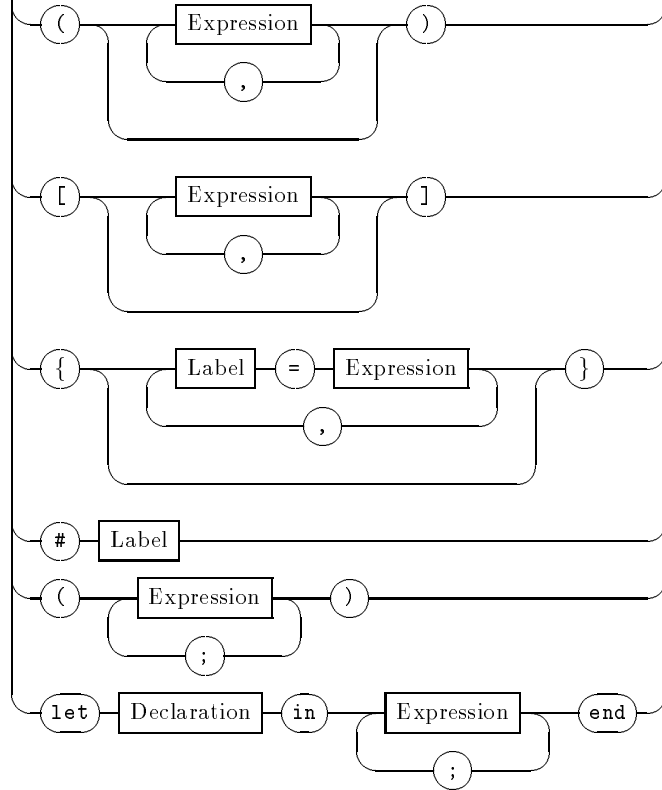 ( Expression )
,
[ Expression ]
,
{ Label = Expression }
,
# Label
( Expression )
;
let Declaration in Expression end
;